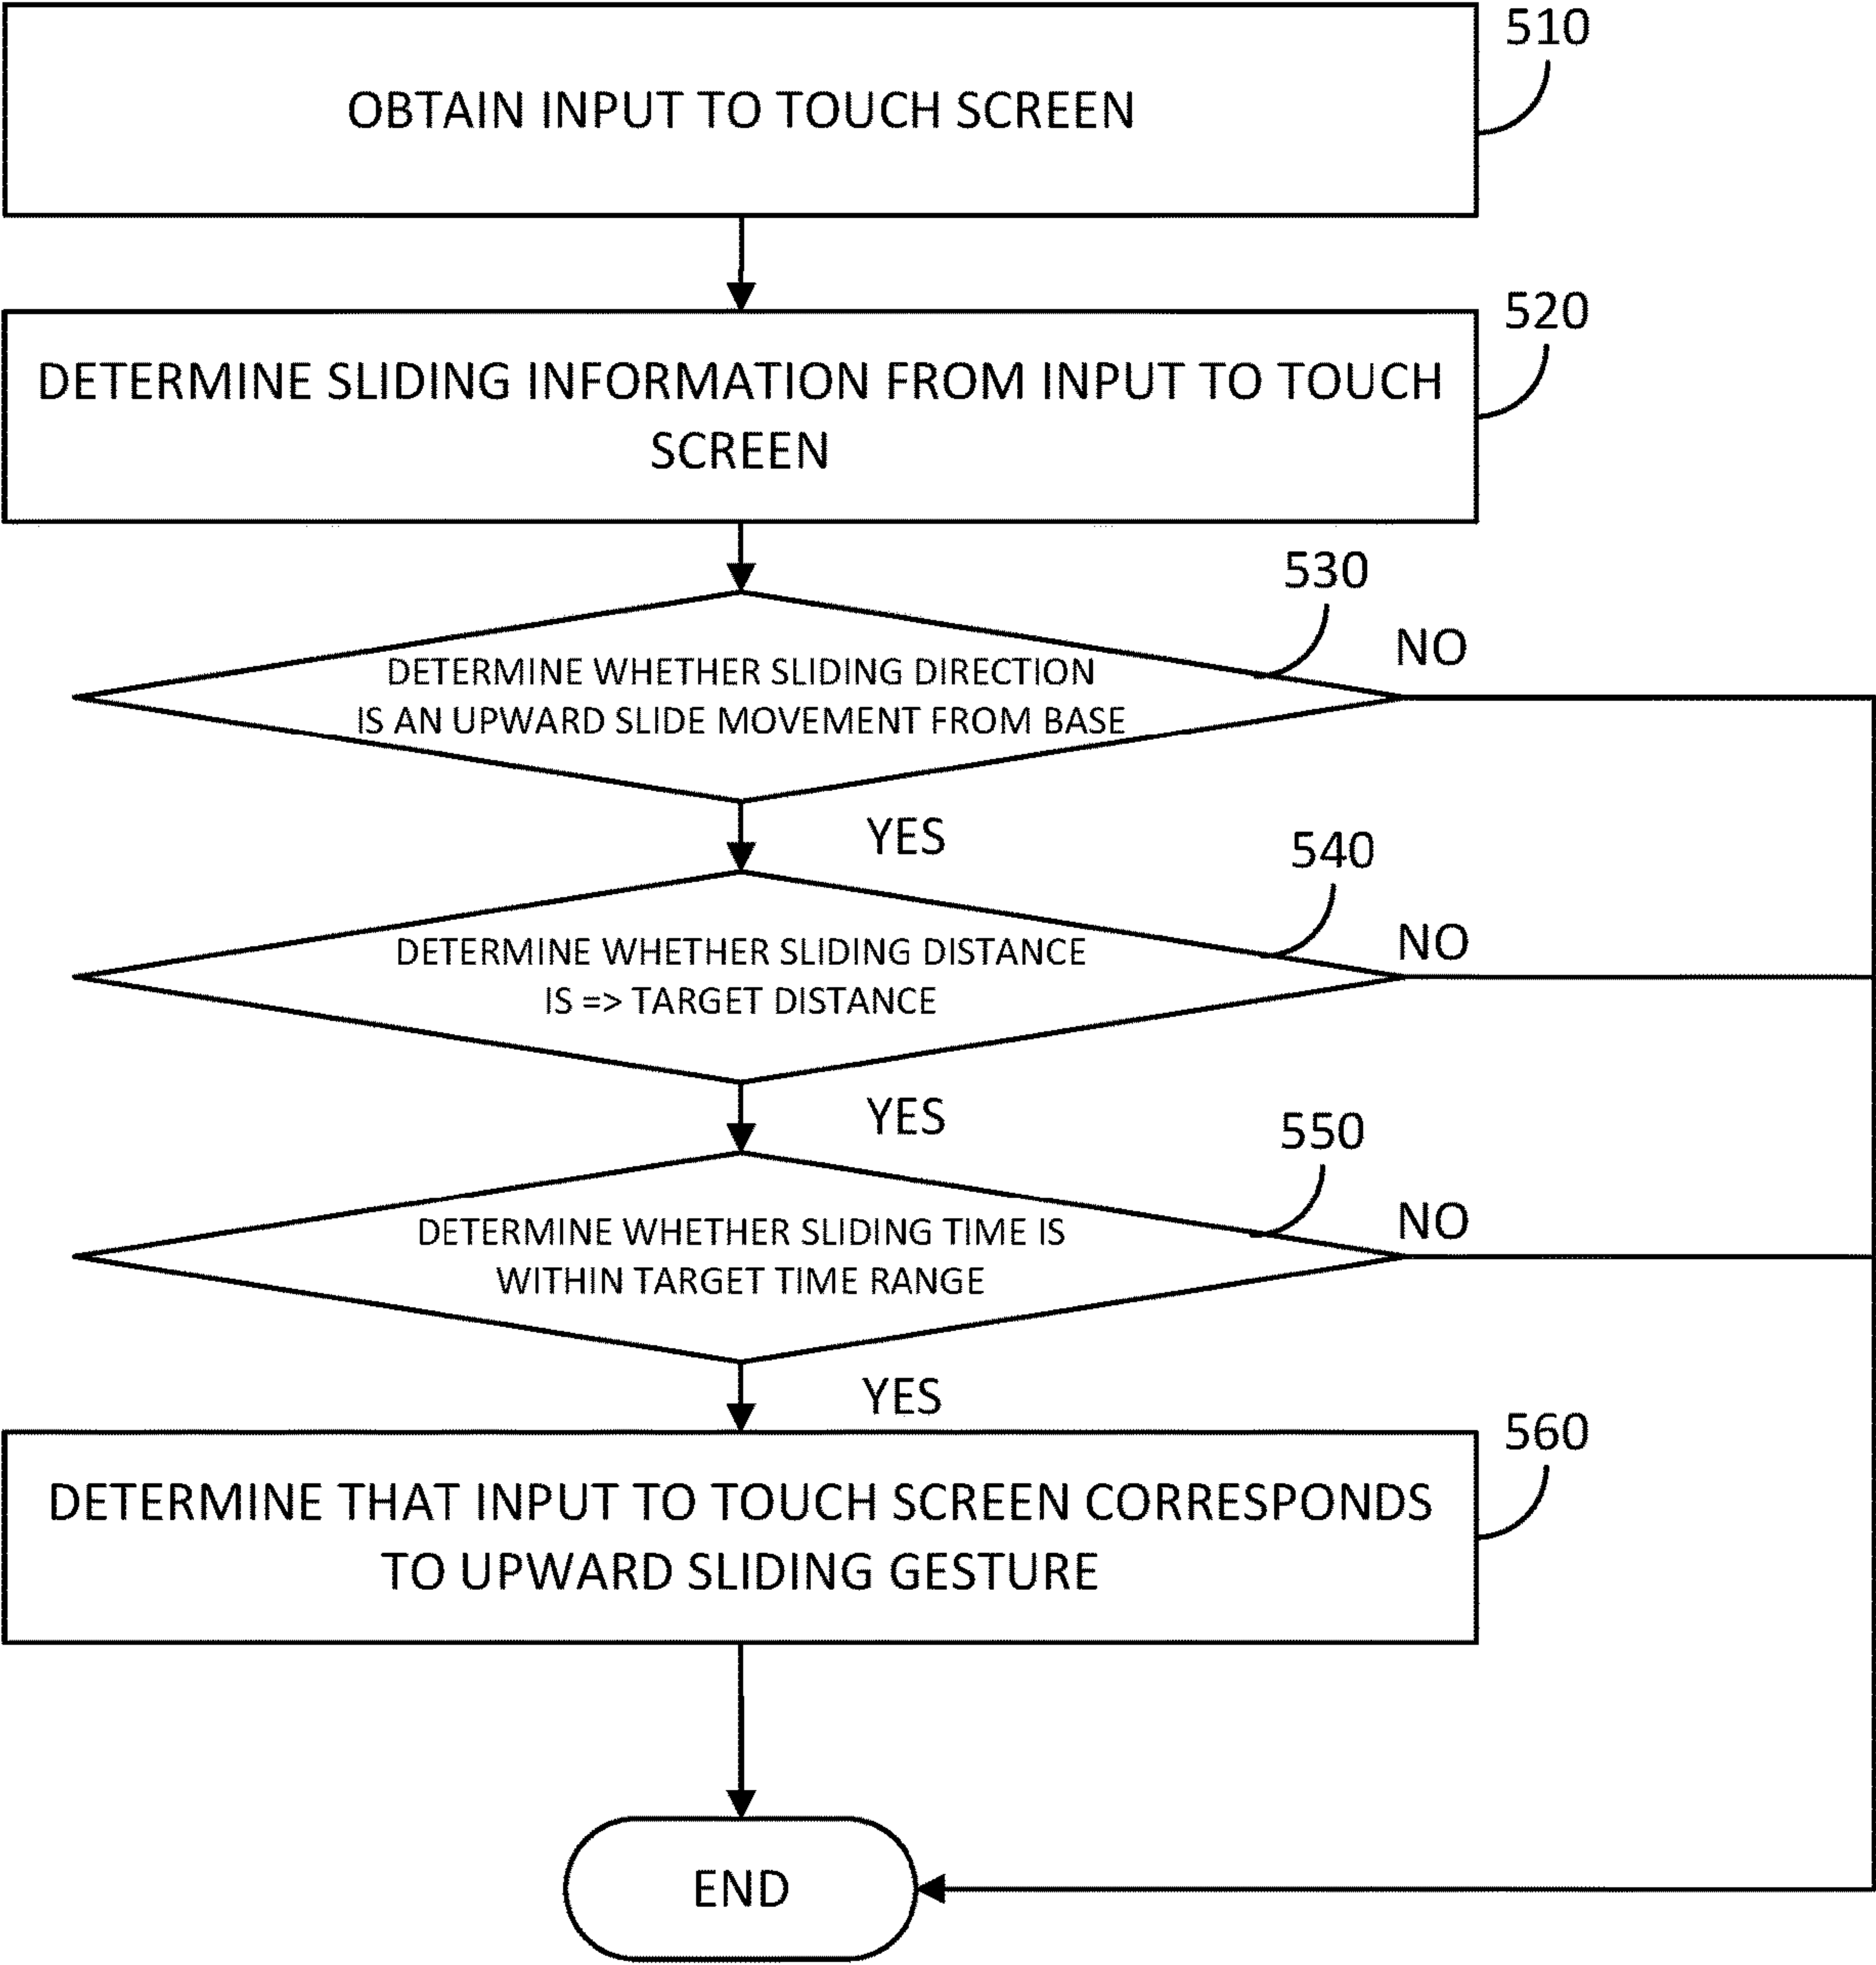 510
OBTAIN INPUT TO TOUCH SCREEN
520
DETERMINE SLIDING INFORMATION FROM INPUT TO TOUCH
SCREEN
530
NO
DETERMINE WHETHER SLIDING DIRECTION
IS AN UPWARD SLIDE MOVEMENT FROM BASE
YES
540
NO
DETERMINE WHETHER SLIDING DISTANCE
IS => TARGET DISTANCE
YES
550
NO
DETERMINE WHETHER SLIDING TIME IS
WITHIN TARGET TIME RANGE
YES
560
DETERMINE THAT INPUT TO TOUCH SCREEN CORRESPONDS
TO UPWARD SLIDING GESTURE
END